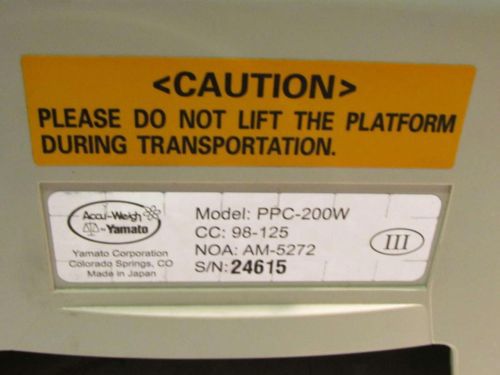 <CAUTION>
PLEASE DO NOT LIFT THE PLATFORM
DURING TRANSPORTATION.
Accu-Weigh
-Yamato
Yamato Corporation
Colorado Springs, CO
Made in Japan
Model: PPC-200W
CC: 98-125
NOA: AM-5272
S/N: 24615
III